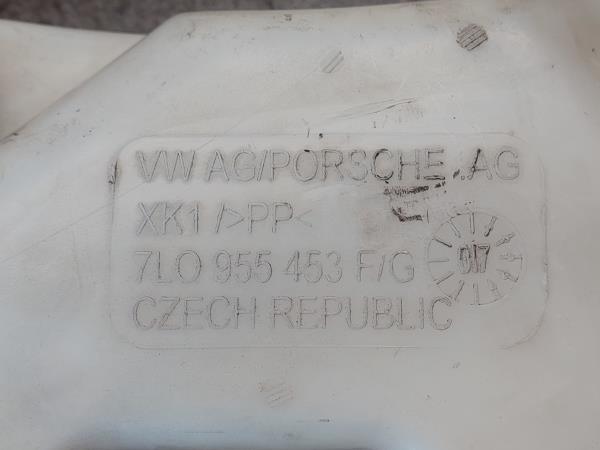 VW AG/PORSCHE AG
XK1 />PP<
7L0 955 453 F/G
CZECH REPUBLIC